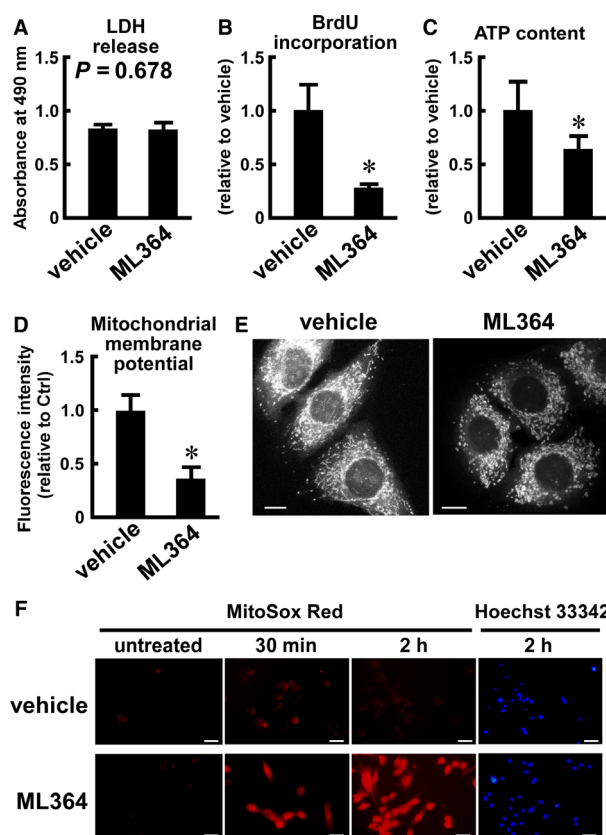 A
LDH
release
P = 0.678
Absorbance at 490 nm
1.5
1.0
0.5
0
vehicle
ML364
B
BrdU
incorporation
(relative to vehicle)
1.5
1.0
0.5
0
*
vehicle
ML364
C
ATP content
(relative to vehicle)
1.5
1.0
0.5
0
*
vehicle
ML364
D
Mitochondrial
membrane
potential
Fluorescence intensity
(relative to Ctrl)
1.5
1.0
0.5
0
*
vehicle
ML364
E
vehicle
ML364
F
MitoSox Red
Hoechst 33342
untreated
30 min
2 h
2 h
vehicle
ML364